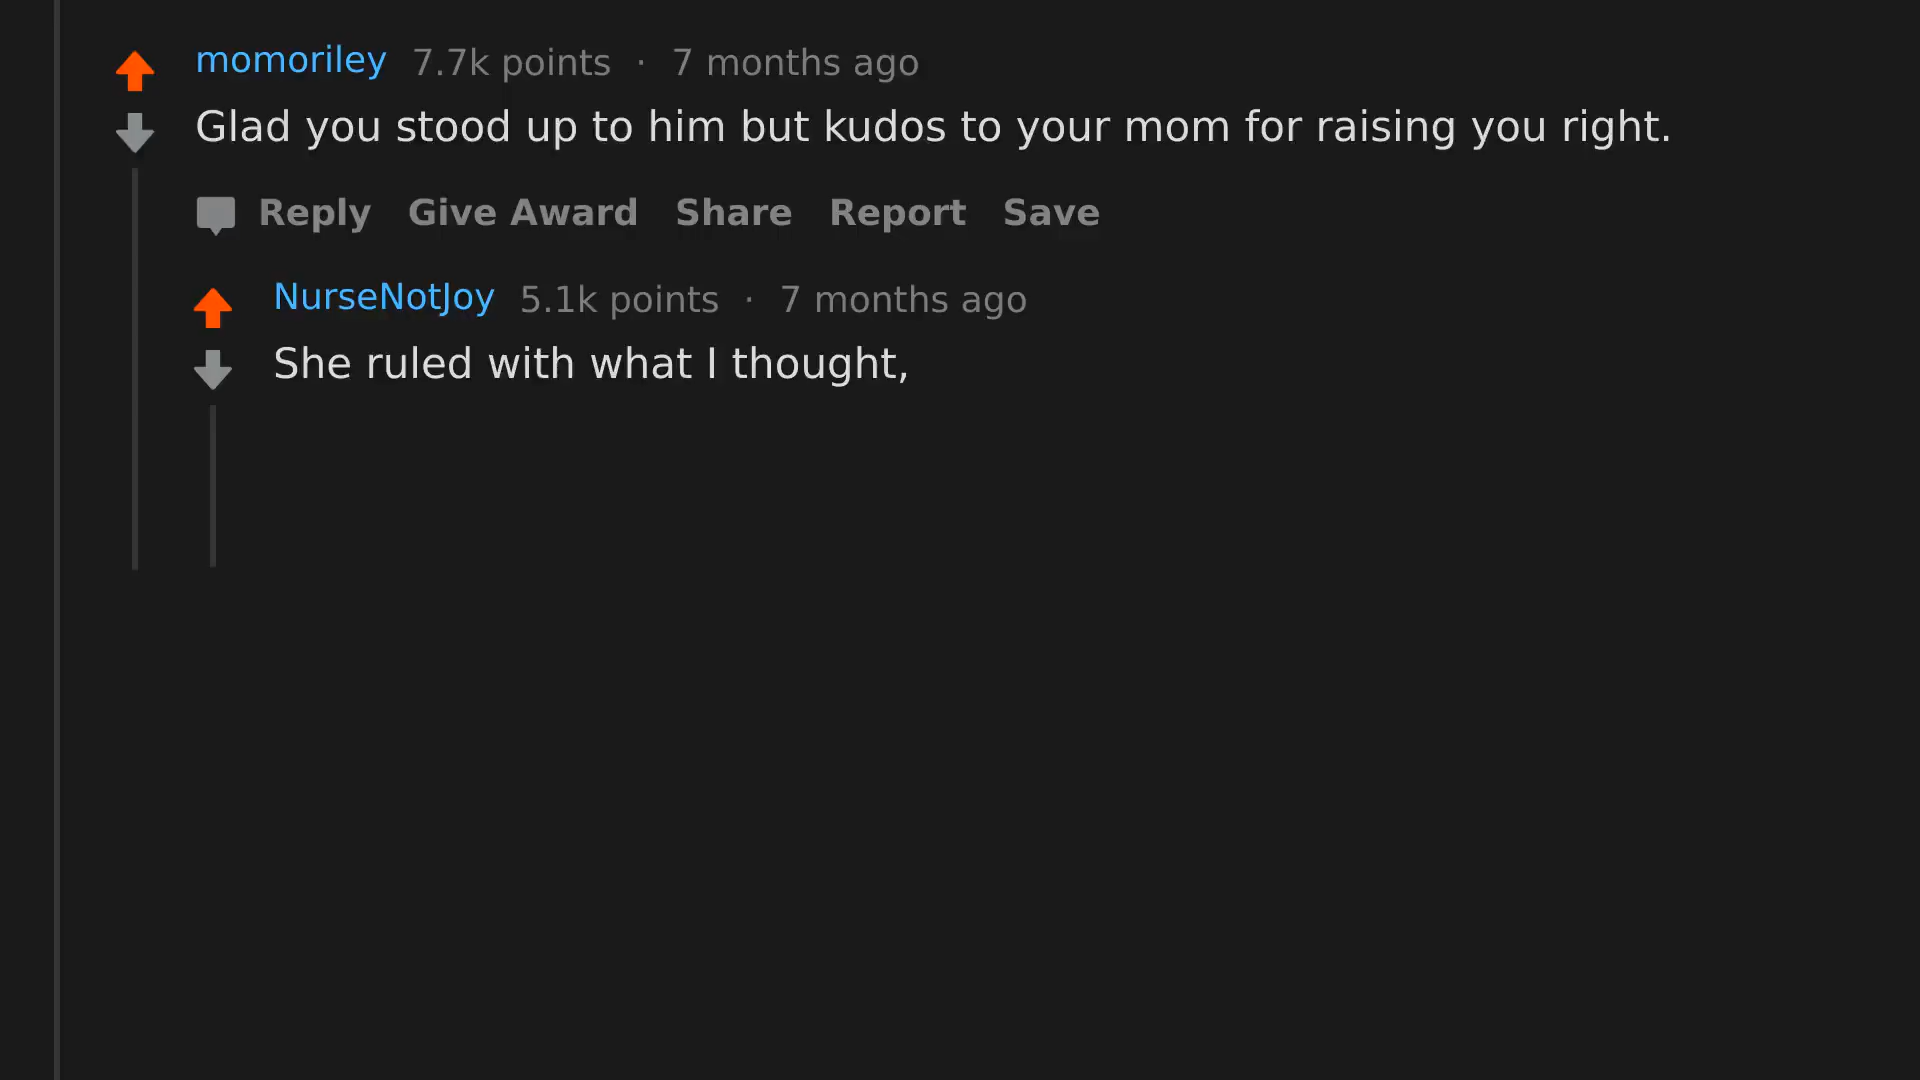 momoriley 7.7k points · 7 months ago
Glad you stood up to him but kudos to your mom for raising you right.
Reply Give Award Share Report Save
NurseNotJoy 5.1k points · 7 months ago
She ruled with what I thought,